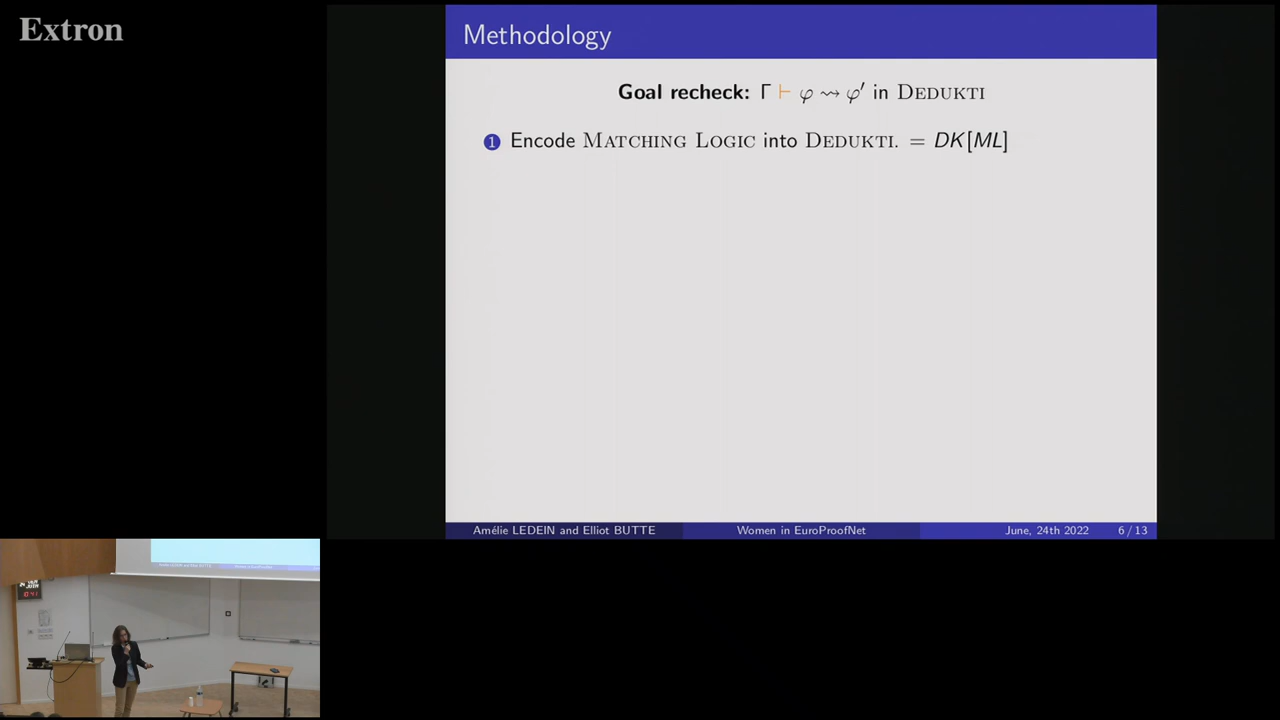 Extron
Methodology
Goal recheck: Γ ⊢ φ ⇝ φ′ in DEDUKTI
1 Encode MATCHING LOGIC into DEDUKTI. = DK[ML]
Amélie LEDEIN and Elliot BUTTE Women in EuroProofNet June, 24th 2022 6 / 13